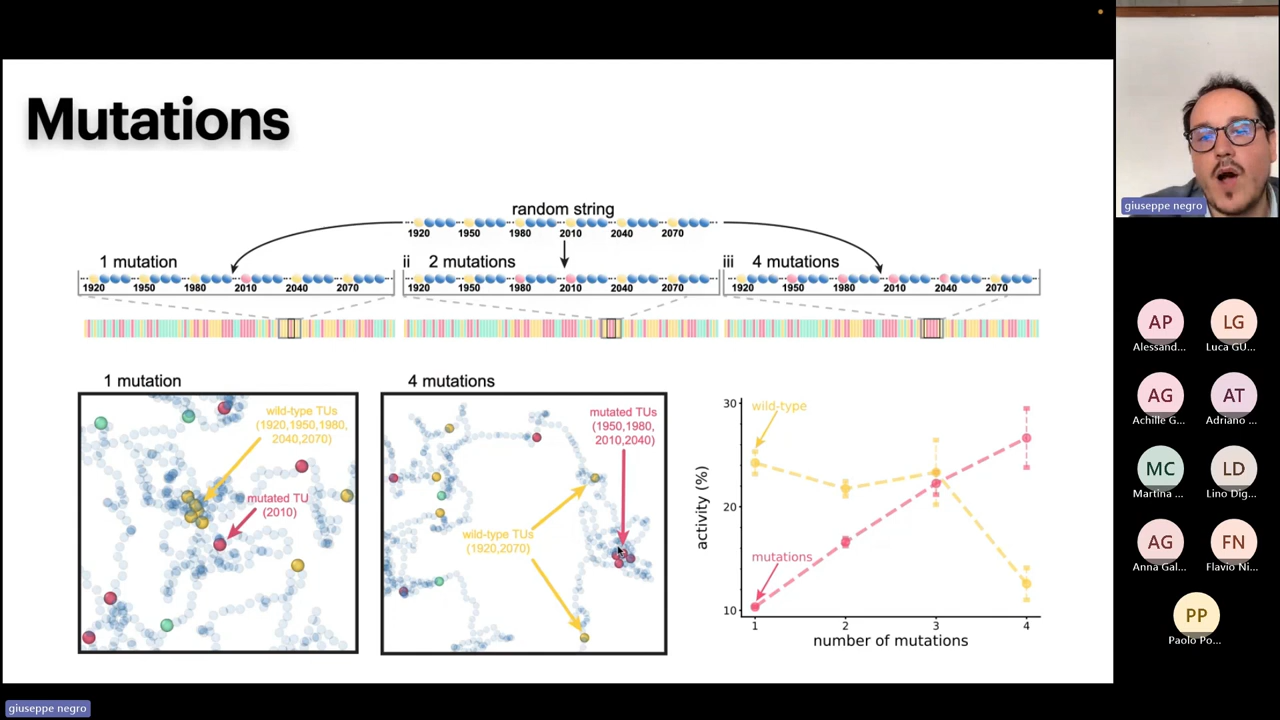 Mutations
random string
1920 1950 1980 2010 2040 2070
1 mutation
1920 1950 1980 2010 2040 2070
ii 2 mutations
1920 1950 1980 2010 2040 2070
iii 4 mutations
1920 1950 1980 2010 2040 2070
1 mutation
wild-type TUs
(1920,1950,1980,
2040,2070)
mutated TU
(2010)
4 mutations
mutated TUs
(1950,1980,
2010,2040)
wild-type TUs
(1920,2070)
30
20
10
activity (%)
wild-type
mutations
1 2 3 4
number of mutations
giuseppe negro
AP
Alessand...
LG
Luca GU...
AG
Achille G...
AT
Adriano ...
MC
Martina ...
LD
Lino Dig...
AG
Anna Gal...
FN
Flavio Ni...
PP
Paolo Po...
giuseppe negro